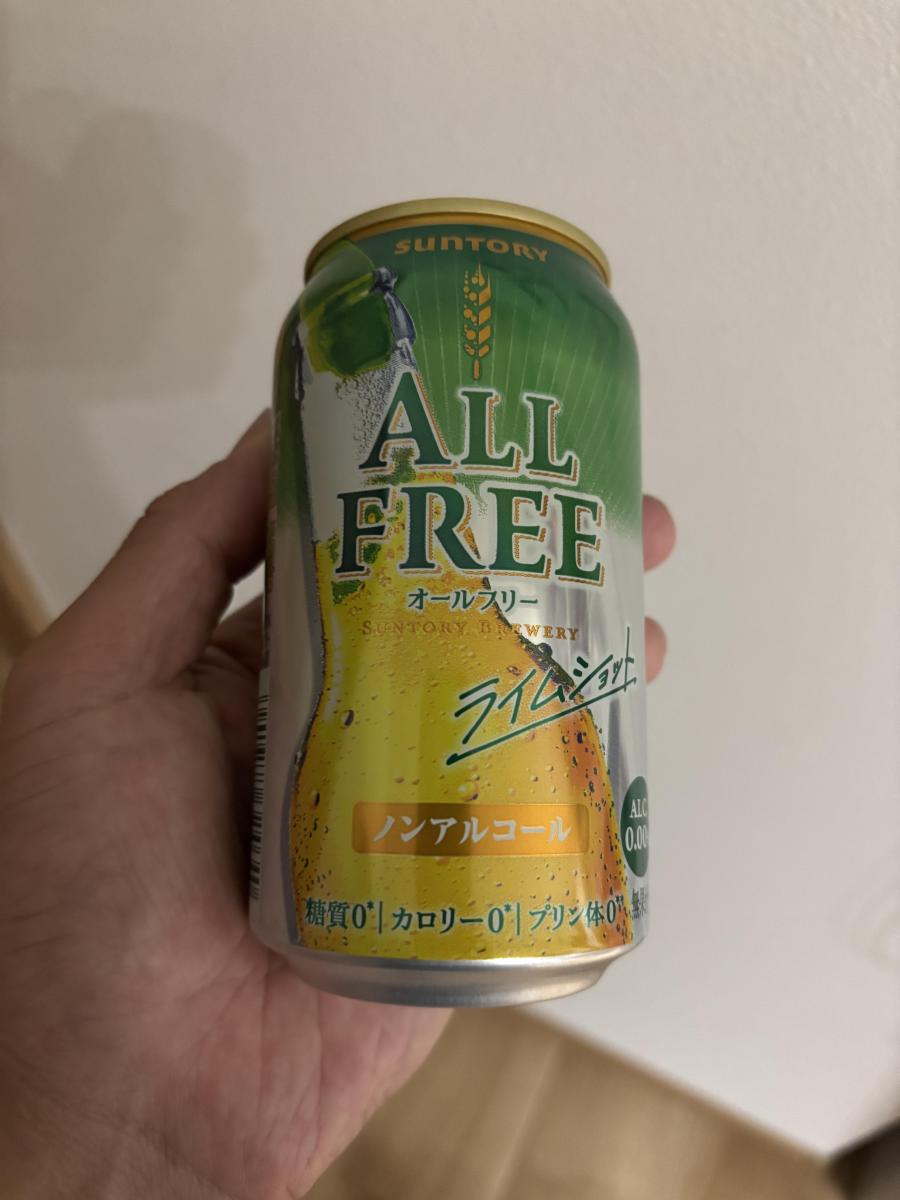 SUNTORY
ALL
FREE
オールフリー
SUNTORY BREWERY
ライムショット
ALC.
0.00
ノンアルコール
糖質0*|カロリー0*|プリン体0*